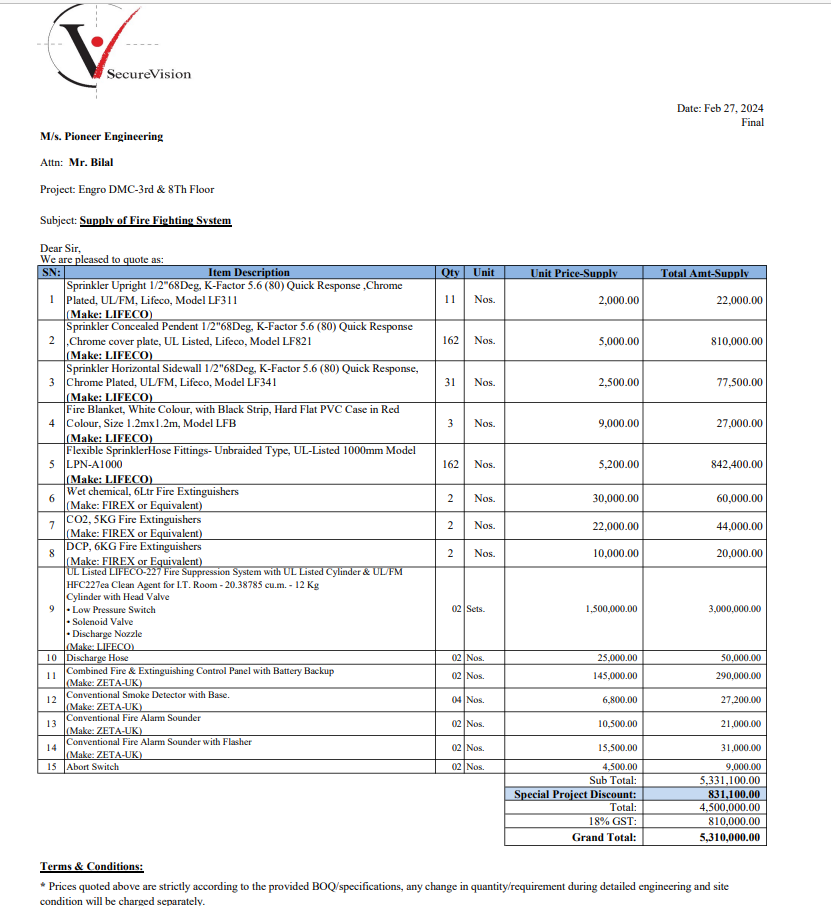 SecureVision
Date: Feb 27, 2024
Final
M/s. Pioneer Engineering
Attn: Mr. Bilal
Project: Engro DMC-3rd & 8Th Floor
Subject: Supply of Fire Fighting System
Dear Sir,
We are pleased to quote as:
SN: Item Description Qty Unit Unit Price-Supply Total Amt-Supply
Sprinkler Upright 1/2"68Deg, K-Factor 5.6 (80) Quick Response ,Chrome
1 Plated, UL/FM, Lifeco, Model LF311 11 Nos. 2,000.00 22,000.00
(Make: LIFECO)
Sprinkler Concealed Pendent 1/2"68Deg, K-Factor 5.6 (80) Quick Response
2 ,Chrome cover plate, UL Listed, Lifeco, Model LF821 162 Nos. 5,000.00 810,000.00
(Make: LIFECO)
Sprinkler Horizontal Sidewall 1/2"68Deg, K-Factor 5.6 (80) Quick Response,
3 Chrome Plated, UL/FM, Lifeco, Model LF341 31 Nos. 2,500.00 77,500.00
(Make: LIFECO)
Fire Blanket, White Colour, with Black Strip, Hard Flat PVC Case in Red
4 Colour, Size 1.2mx1.2m, Model LFB 3 Nos. 9,000.00 27,000.00
(Make: LIFECO)
Flexible SprinklerHose Fittings- Unbraided Type, UL-Listed 1000mm Model
5 LPN-A1000 162 Nos. 5,200.00 842,400.00
(Make: LIFECO)
6 Wet chemical, 6Ltr Fire Extinguishers 2 Nos. 30,000.00 60,000.00
(Make: FIREX or Equivalent)
7 CO2, 5KG Fire Extinguishers 2 Nos. 22,000.00 44,000.00
(Make: FIREX or Equivalent)
8 DCP, 6KG Fire Extinguishers 2 Nos. 10,000.00 20,000.00
(Make: FIREX or Equivalent)
UL Listed LIFECO-227 Fire Suppression System with UL Listed Cylinder & UL/FM
HFC227ea Clean Agent for I.T. Room - 20.38785 cu.m. - 12 Kg
Cylinder with Head Valve
9 • Low Pressure Switch 02 Sets. 1,500,000.00 3,000,000.00
• Solenoid Valve
• Discharge Nozzle
(Make: LIFECO)
10 Discharge Hose 02 Nos. 25,000.00 50,000.00
11 Combined Fire & Extinguishing Control Panel with Battery Backup 02 Nos. 145,000.00 290,000.00
(Make: ZETA-UK)
12 Conventional Smoke Detector with Base. 04 Nos. 6,800.00 27,200.00
(Make: ZETA-UK)
13 Conventional Fire Alarm Sounder 02 Nos. 10,500.00 21,000.00
(Make: ZETA-UK)
14 Conventional Fire Alarm Sounder with Flasher 02 Nos. 15,500.00 31,000.00
(Make: ZETA-UK)
15 Abort Switch 02 Nos. 4,500.00 9,000.00
Sub Total: 5,331,100.00
Special Project Discount: 831,100.00
Total: 4,500,000.00
18% GST: 810,000.00
Grand Total: 5,310,000.00
Terms & Conditions:
* Prices quoted above are strictly according to the provided BOQ/specifications, any change in quantity/requirement during detailed engineering and site
condition will be charged separately.